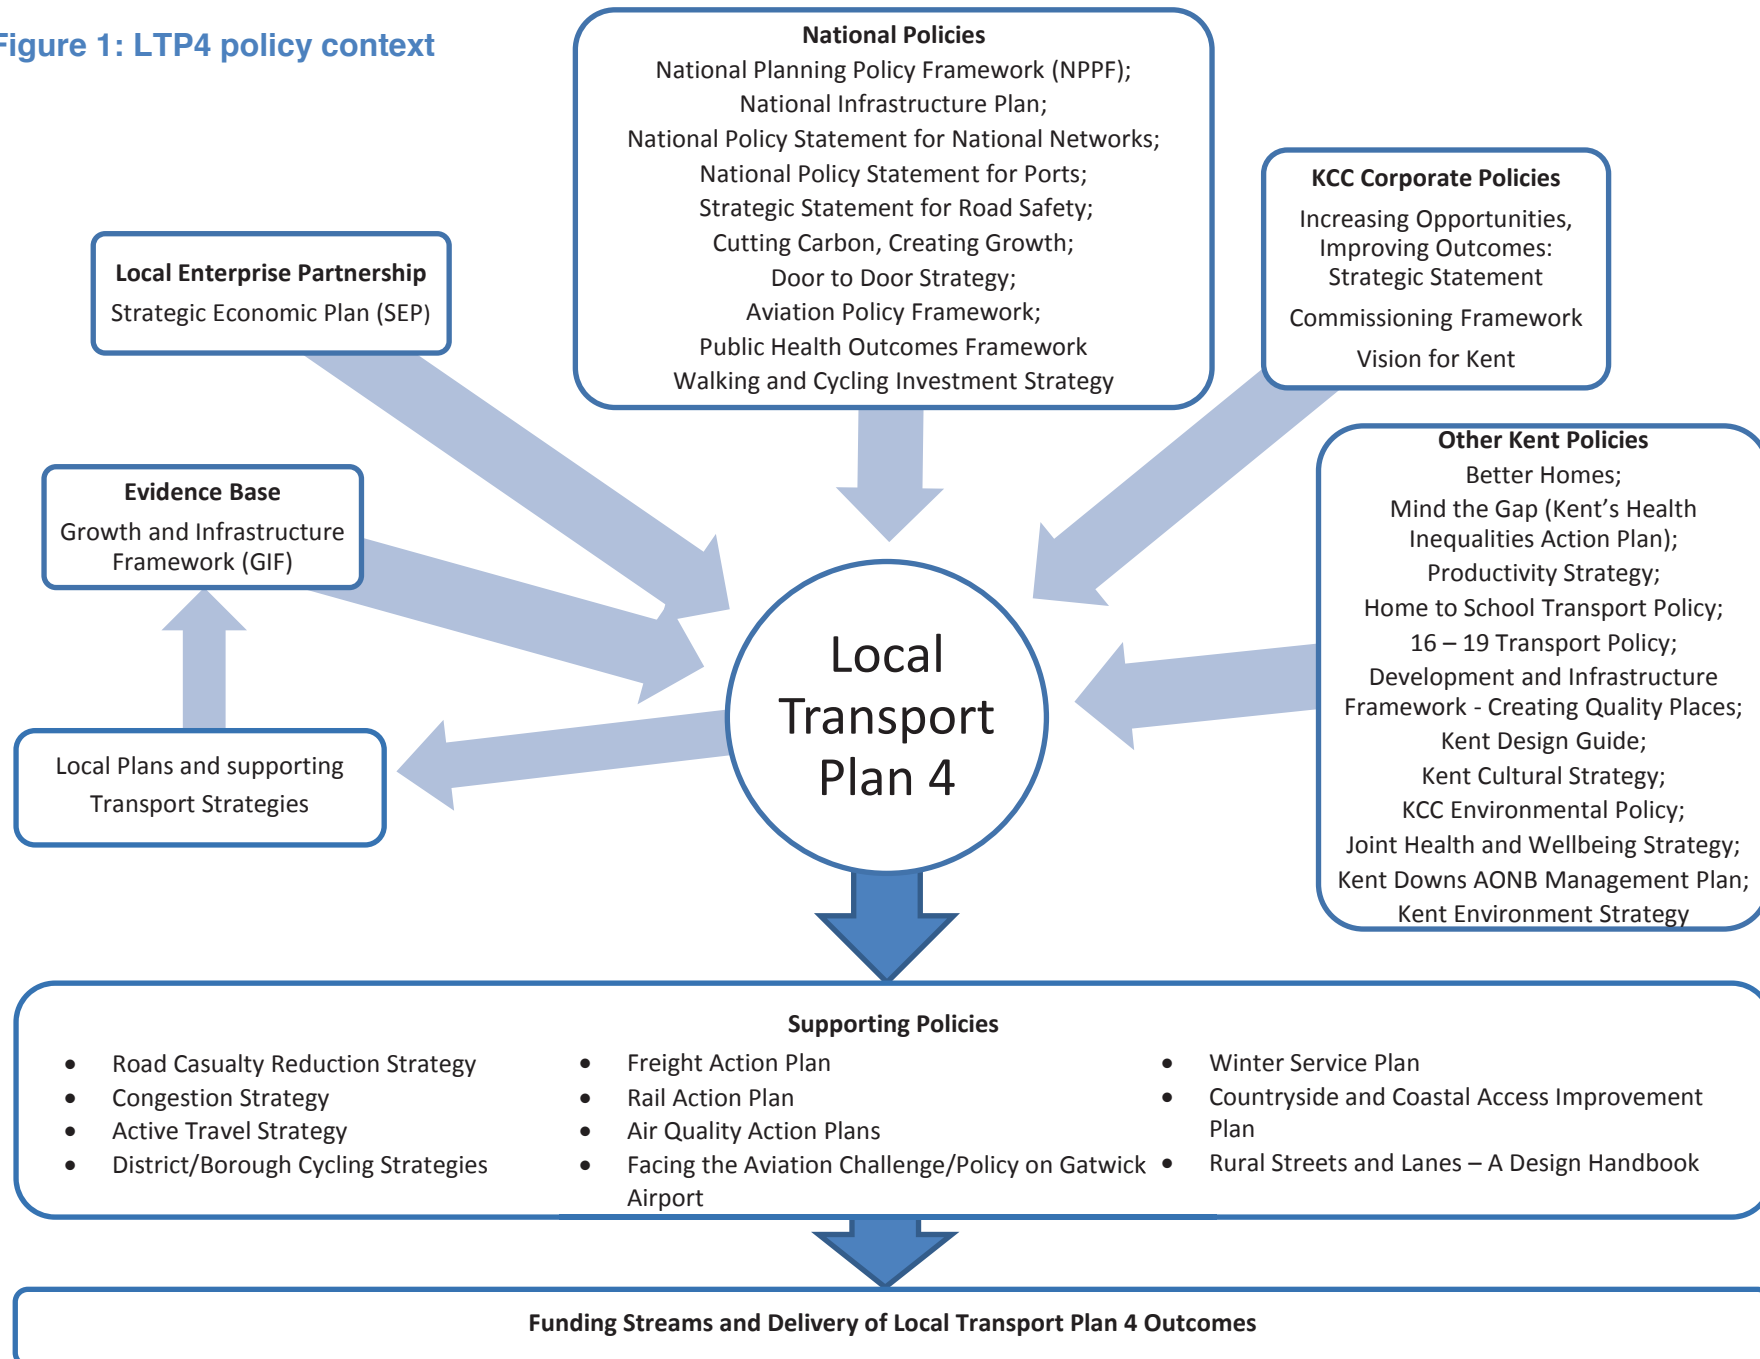 Figure 1: LTP4 policy context
National Policies
National Planning Policy Framework (NPPF);
National Infrastructure Plan;
National Policy Statement for National Networks;
National Policy Statement for Ports;
Strategic Statement for Road Safety;
Cutting Carbon, Creating Growth;
Door to Door Strategy;
Aviation Policy Framework;
Public Health Outcomes Framework
Walking and Cycling Investment Strategy
KCC Corporate Policies
Increasing Opportunities,
Improving Outcomes:
Strategic Statement
Commissioning Framework
Vision for Kent
Local Enterprise Partnership
Strategic Economic Plan (SEP)
Evidence Base
Growth and Infrastructure
Framework (GIF)
Local Plans and supporting
Transport Strategies
Local
Transport
Plan 4
Other Kent Policies
Better Homes;
Mind the Gap (Kent’s Health
Inequalities Action Plan);
Productivity Strategy;
Home to School Transport Policy;
16 – 19 Transport Policy;
Development and Infrastructure
Framework - Creating Quality Places;
Kent Design Guide;
Kent Cultural Strategy;
KCC Environmental Policy;
Joint Health and Wellbeing Strategy;
Kent Downs AONB Management Plan;
Kent Environment Strategy
Supporting Policies
• Road Casualty Reduction Strategy
• Congestion Strategy
• Active Travel Strategy
• District/Borough Cycling Strategies
• Freight Action Plan
• Rail Action Plan
• Air Quality Action Plans
• Facing the Aviation Challenge/Policy on Gatwick
Airport
• Winter Service Plan
• Countryside and Coastal Access Improvement
Plan
• Rural Streets and Lanes – A Design Handbook
Funding Streams and Delivery of Local Transport Plan 4 Outcomes